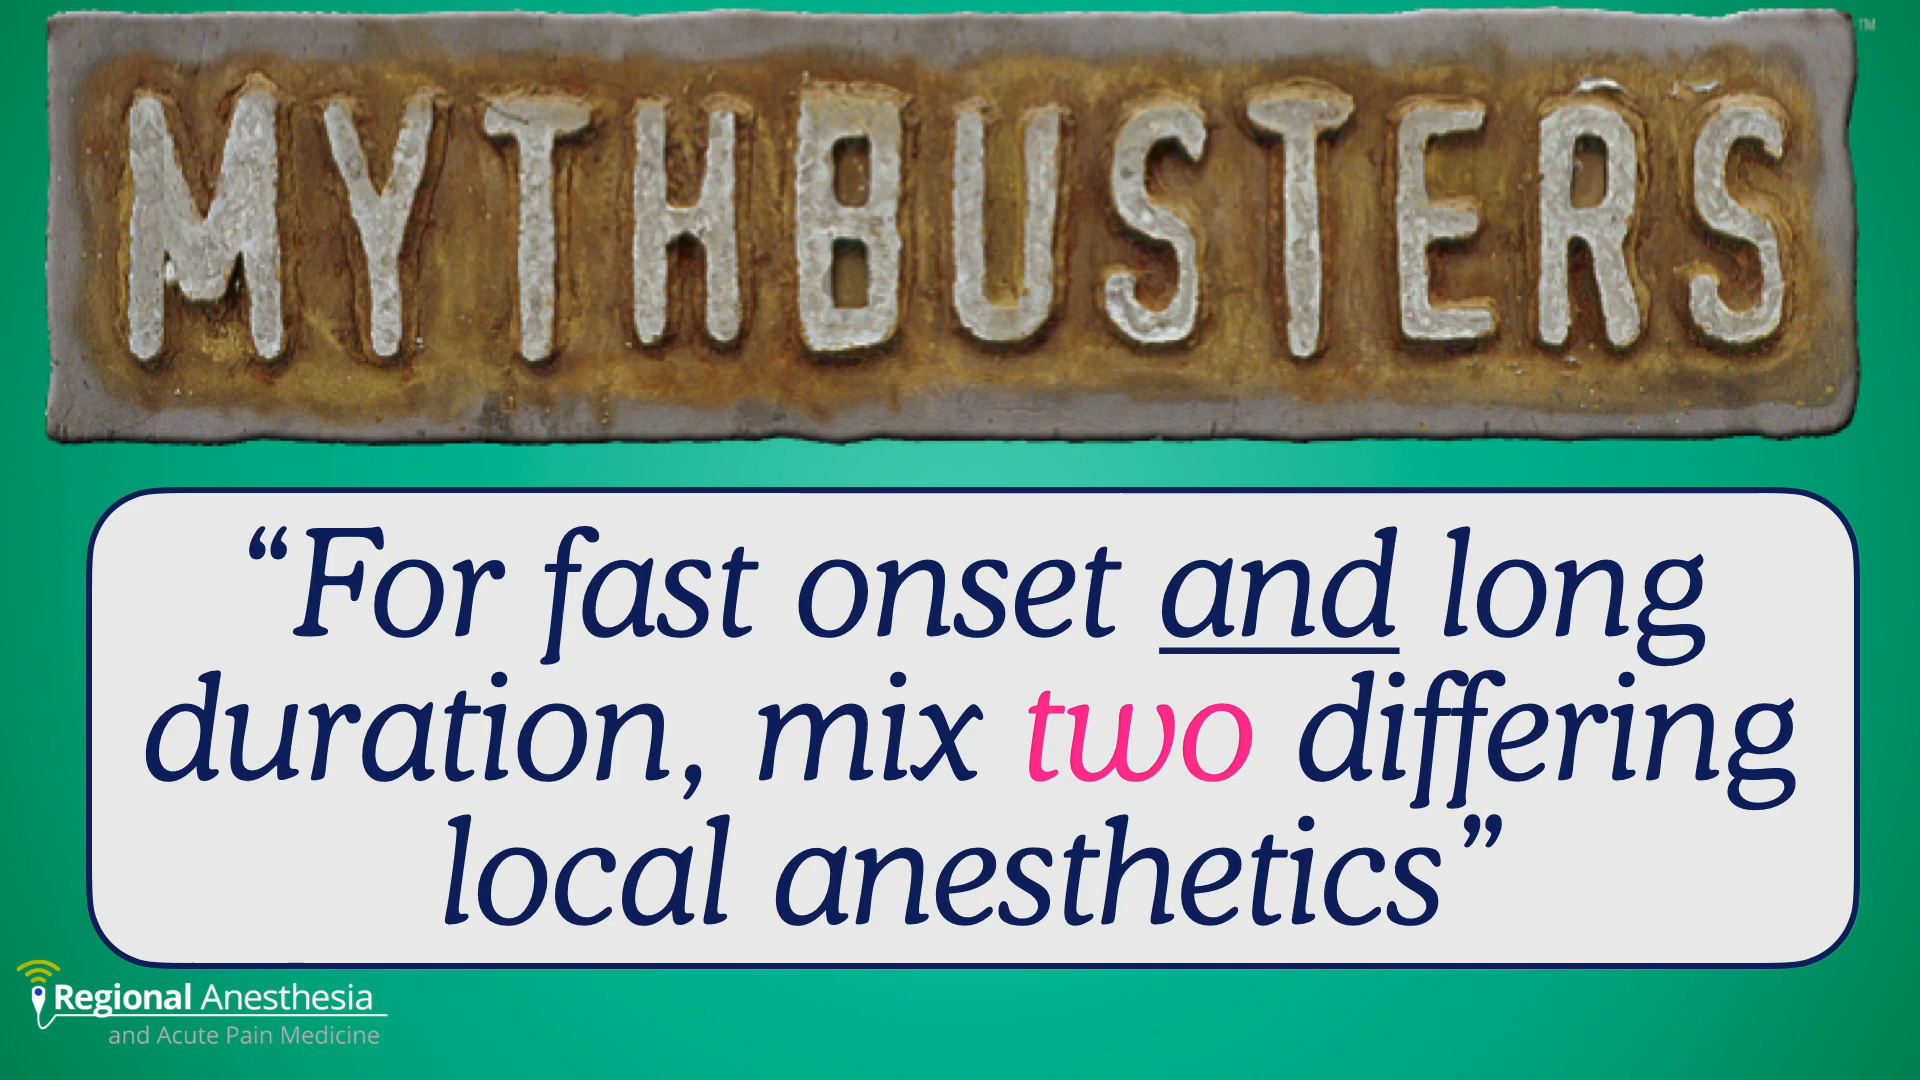 MYTHBUSTERS
TM
“For fast onset and long
duration, mix two differing
local anesthetics”
Regional Anesthesia
and Acute Pain Medicine